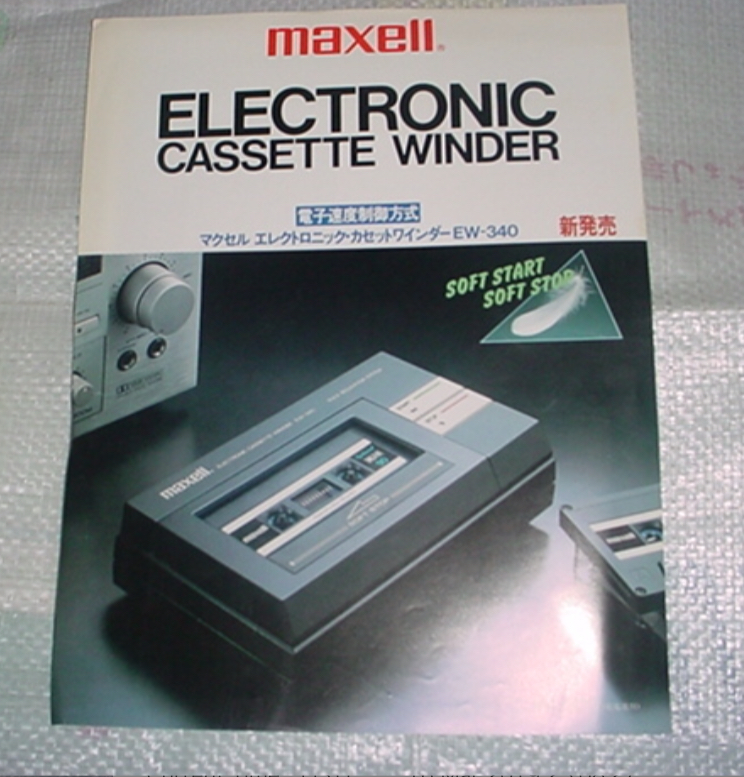 maxell®
ELECTRONIC
CASSETTE WINDER
電子速度制御方式
マクセル エレクトロニック・カセットワインダーEW-340
新発売
SOFT START
SOFT STOP
maxell